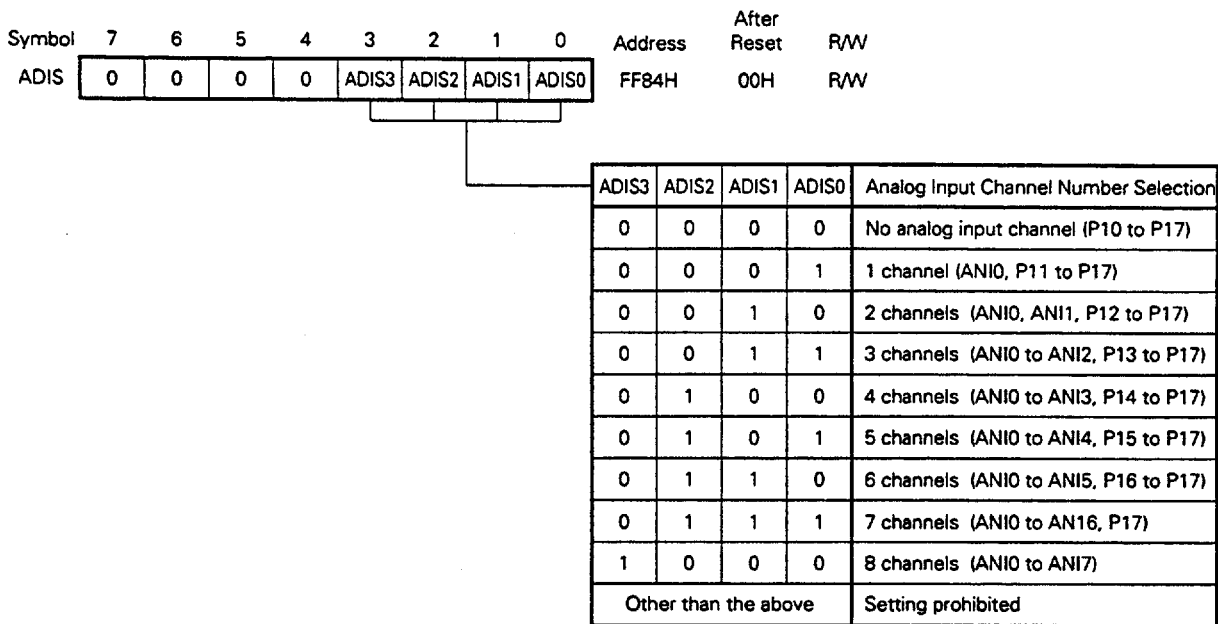 After
Symbol 7 6 5 4 3 2 1 0 Address Reset R/W
ADIS 0 0 0 0 ADIS3 ADIS2 ADIS1 ADIS0 FF84H 00H R/W
ADIS3 ADIS2 ADIS1 ADIS0 Analog Input Channel Number Selection
0 0 0 0 No analog input channel (P10 to P17)
0 0 0 1 1 channel (ANI0, P11 to P17)
0 0 1 0 2 channels (ANI0, ANI1, P12 to P17)
0 0 1 1 3 channels (ANI0 to ANI2, P13 to P17)
0 1 0 0 4 channels (ANI0 to ANI3, P14 to P17)
0 1 0 1 5 channels (ANI0 to ANI4, P15 to P17)
0 1 1 0 6 channels (ANI0 to ANI5, P16 to P17)
0 1 1 1 7 channels (ANI0 to AN16, P17)
1 0 0 0 8 channels (ANI0 to ANI7)
Other than the above Setting prohibited